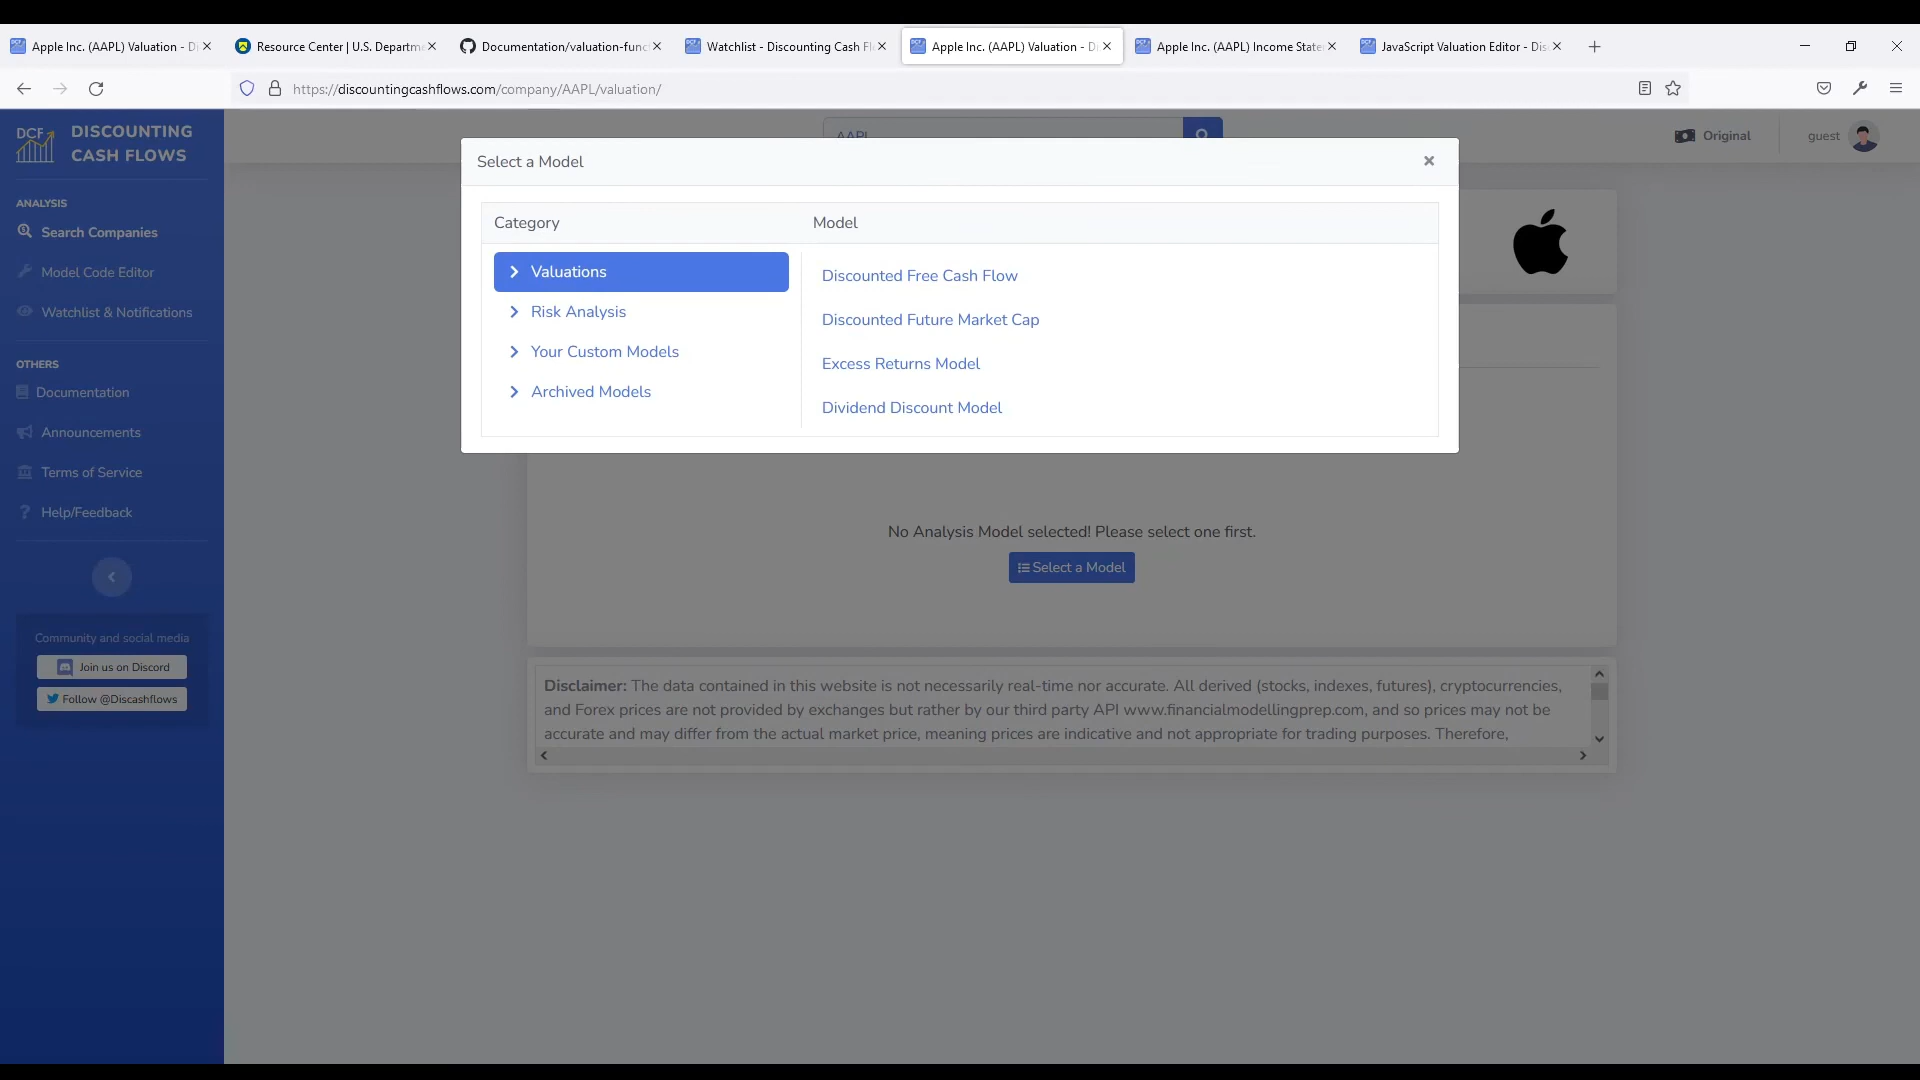 Apple Inc. (AAPL) Valuation - Di
Resource Center | U.S. Departme
Documentation/valuation-func
Watchlist - Discounting Cash Fl
Apple Inc. (AAPL) Valuation - D
Apple Inc. (AAPL) Income State
JavaScript Valuation Editor - Dis
https://discountingcashflows.com/company/AAPL/valuation/
DCF
DISCOUNTING
CASH FLOWS
ANALYSIS
Search Companies
Model Code Editor
Watchlist & Notifications
OTHERS
Documentation
Announcements
Terms of Service
Help/Feedback
Community and social media
Join us on Discord
Follow @Discashflows
AAPL
Original
guest
Select a Model
Category
Model
Valuations
Risk Analysis
Your Custom Models
Archived Models
Discounted Free Cash Flow
Discounted Future Market Cap
Excess Returns Model
Dividend Discount Model
No Analysis Model selected! Please select one first.
Select a Model
Disclaimer: The data contained in this website is not necessarily real-time nor accurate. All derived (stocks, indexes, futures), cryptocurrencies,
and Forex prices are not provided by exchanges but rather by our third party API www.financialmodellingprep.com, and so prices may not be
accurate and may differ from the actual market price, meaning prices are indicative and not appropriate for trading purposes. Therefore,